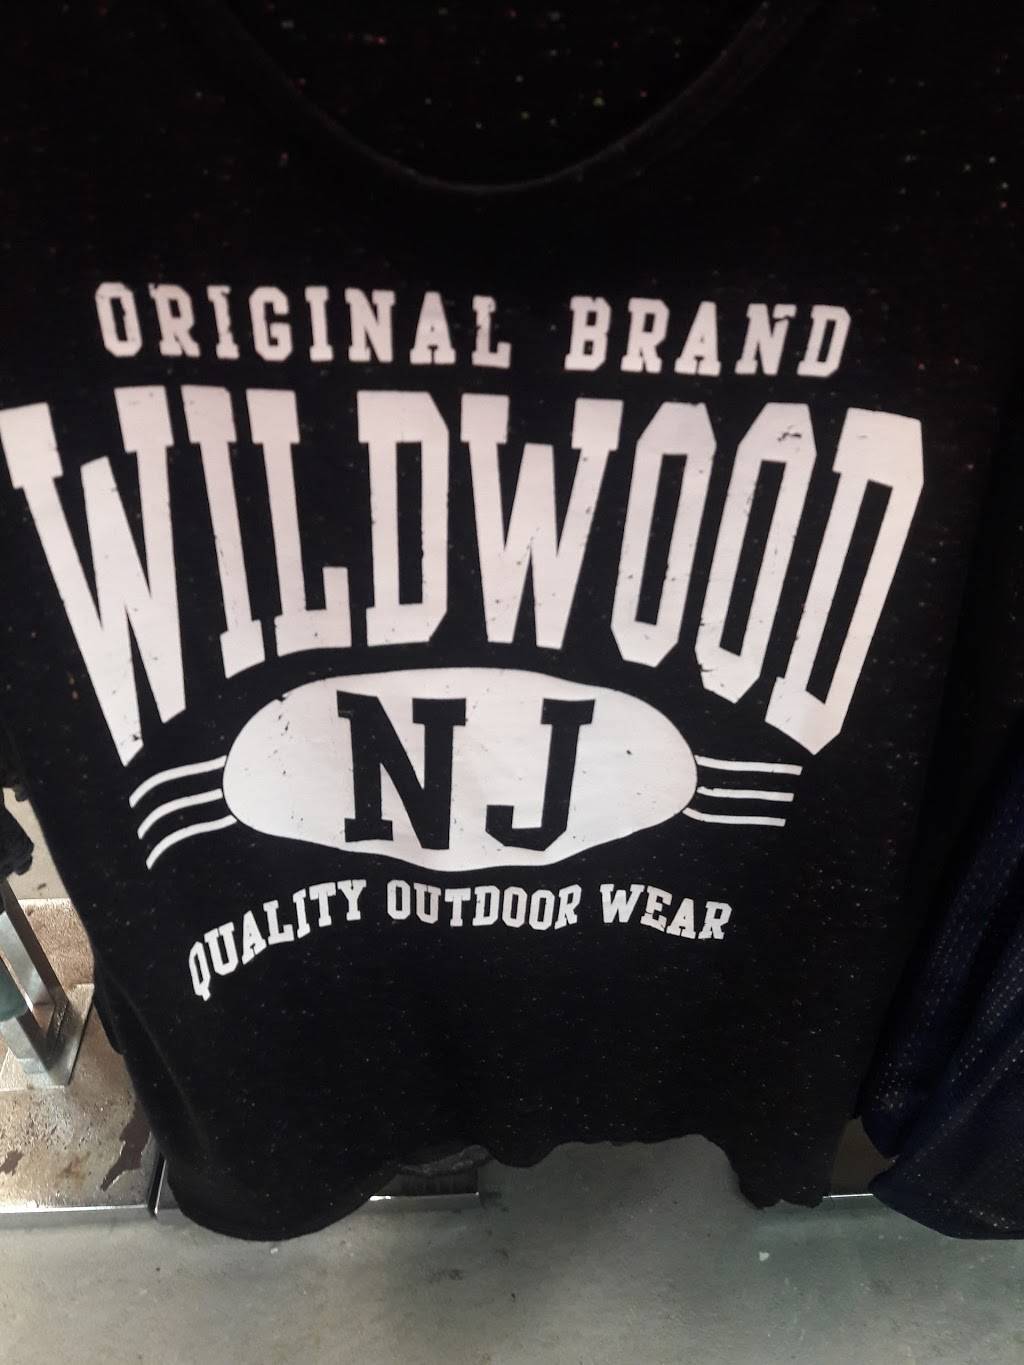 ORIGINAL BRAND
WILDWOOD
NJ
QUALITY OUTDOOR WEAR